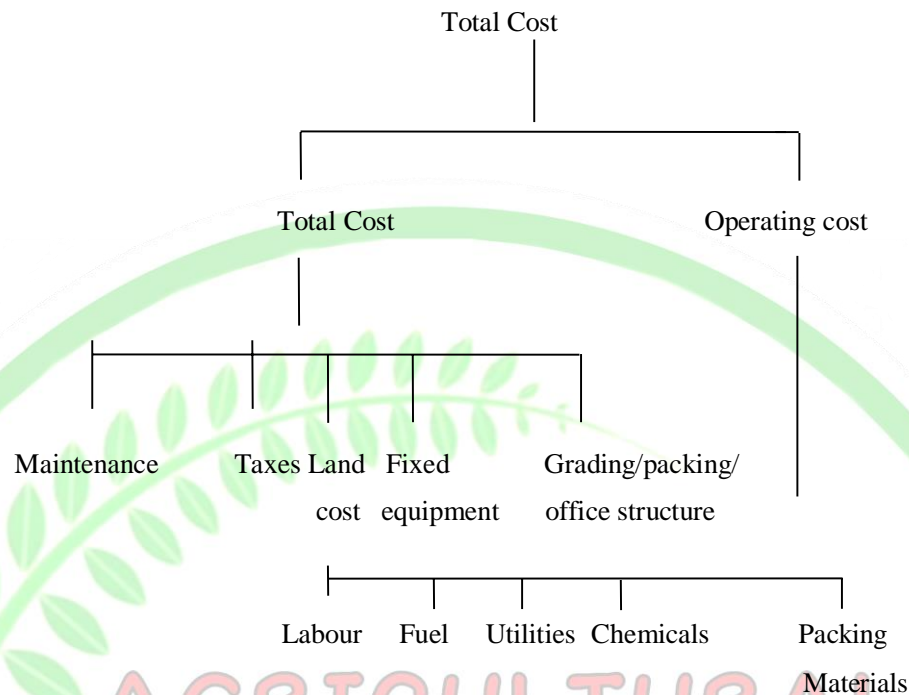 Total Cost
Total Cost Operating cost
Maintenance Taxes Land Fixed Grading/packing/
cost equipment office structure
Labour Fuel Utilities Chemicals Packing
Materials